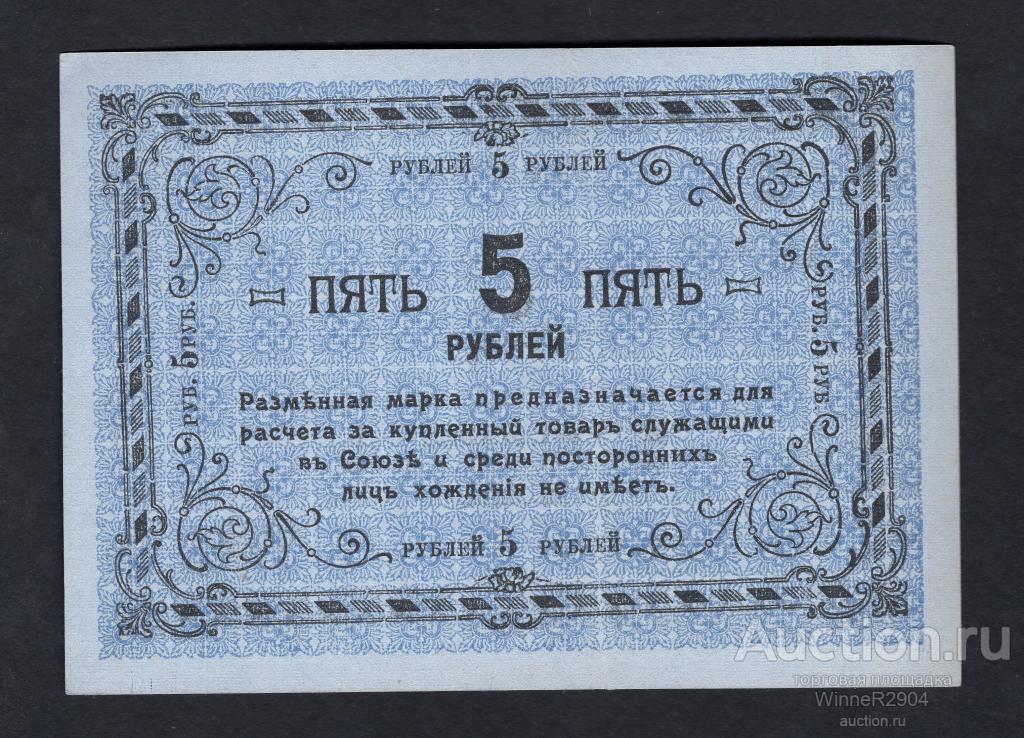 РУБЛЕЙ 5 РУБЛЕЙ
ПЯТЬ 5 ПЯТЬ
РУБЛЕЙ
Размѣнная марка предназначается для
расчета за купленный товаръ служащими
въ Союзѣ и среди постороннихъ
лицъ хожденія не имѣетъ.
РУБЛЕЙ 5 РУБЛЕЙ
РУБ. 5 РУБ.
РУБ. 5 РУБ
Auction.ru
торговая площадка
WinneR2904
auction.ru